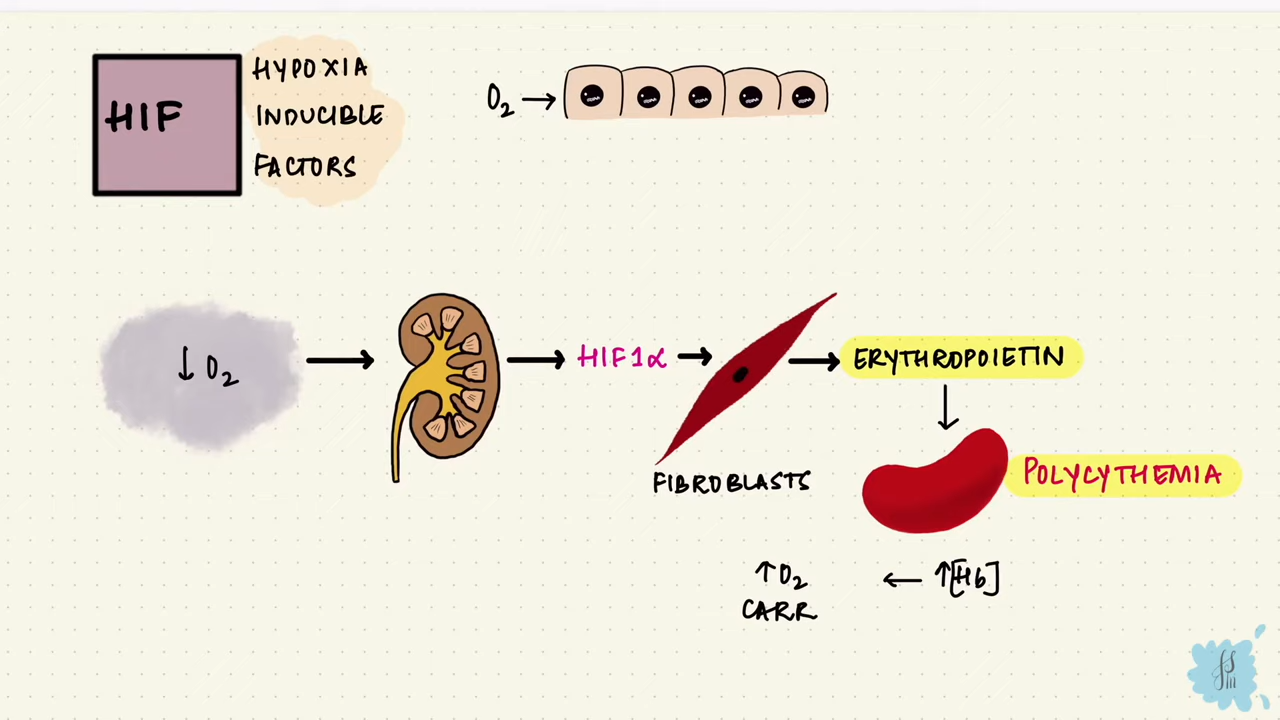 HIF
HYPOXIA
INDUCIBLE
FACTORS
O₂ →
↓ O₂
HIF1α
ERYTHROPOIETIN
FIBROBLASTS
POLYCYTHEMIA
↑O₂ ← ↑[Hb]
CARR